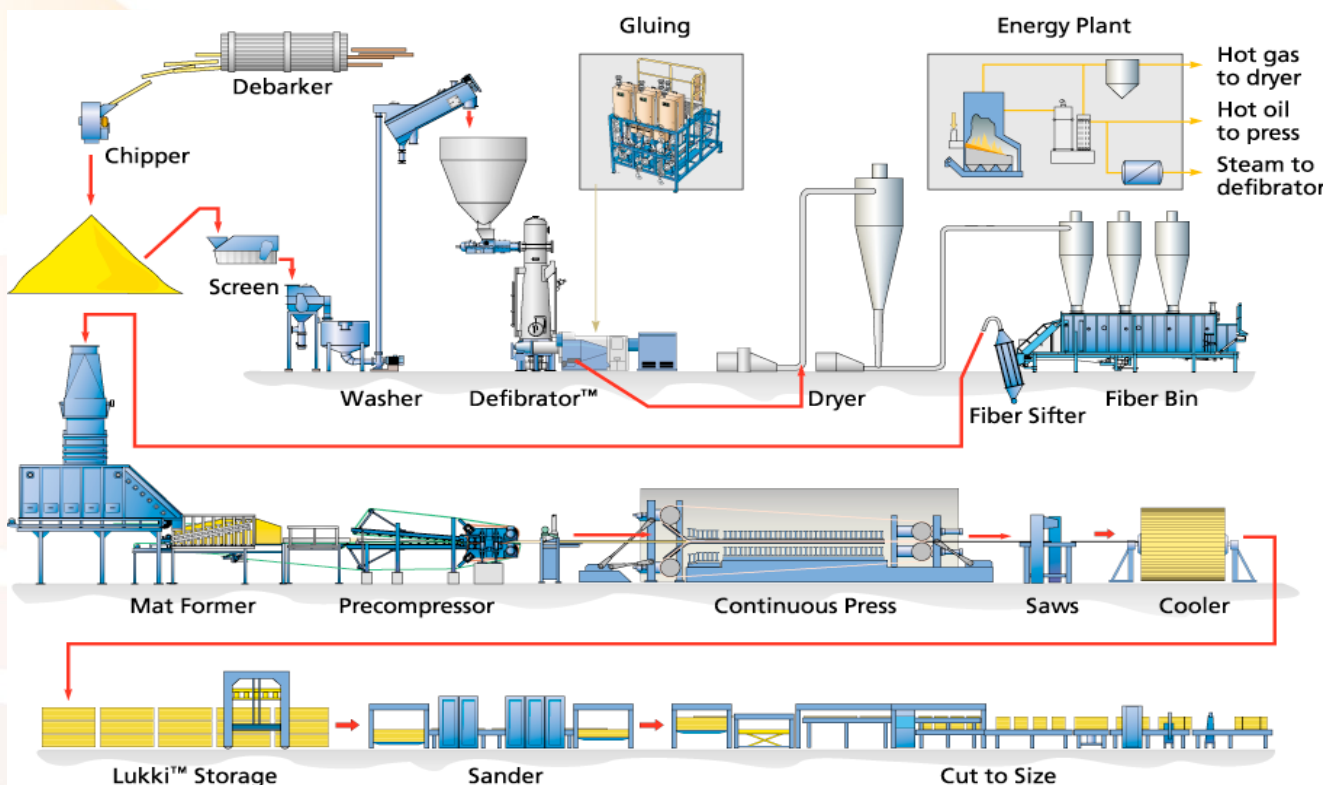 Gluing
Energy Plant
Hot gas
to dryer
Debarker
Hot oil
to press
Chipper
Steam to
defibrator
Screen
Washer
Defibrator™
Dryer
Fiber Sifter
Fiber Bin
Mat Former
Precompressor
Continuous Press
Saws
Cooler
Lukki™ Storage
Sander
Cut to Size